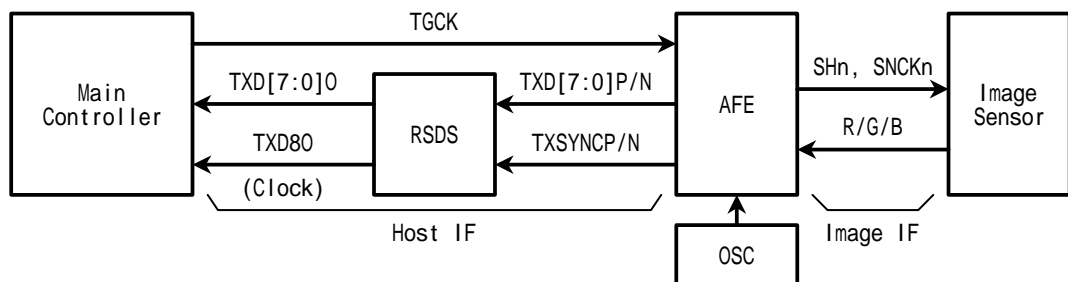 TGCK
TXD[7:0]O
TXD[7:0]P/N
SHn, SNCKn
Main
Controller
RSDS
AFE
Image
Sensor
TXD8O
TXSYNCP/N
R/G/B
(Clock)
Host IF
Image IF
OSC